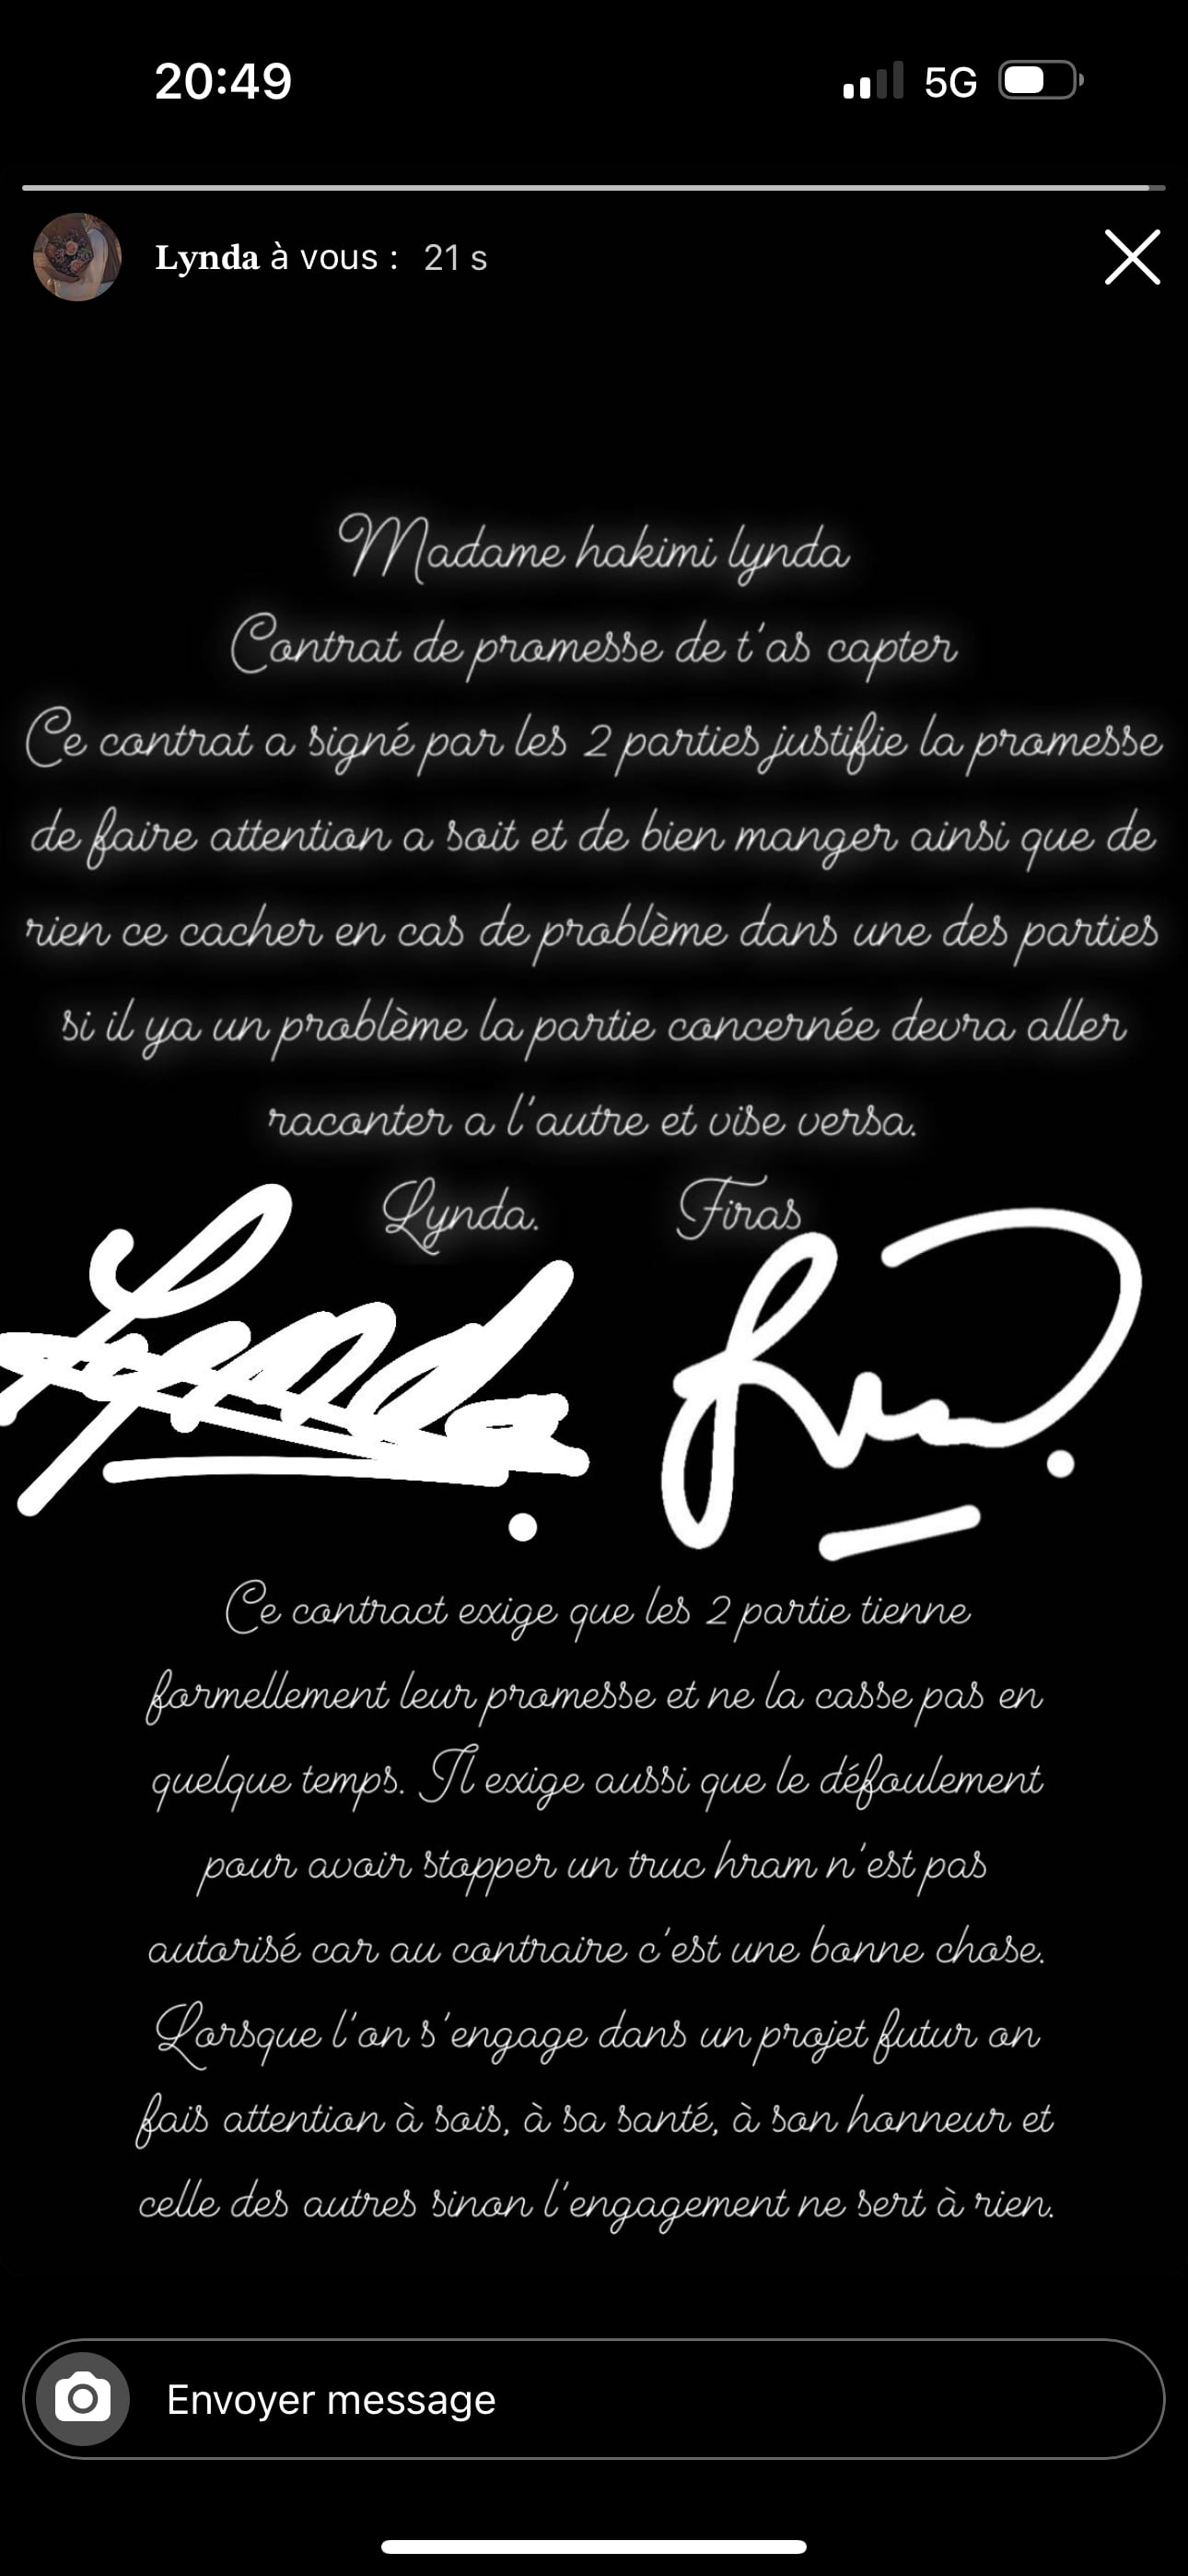 20:49
5G
Lynda à vous : 21 s
Madame hakimi lynda
Contrat de promesse de t'as capter
Ce contrat a signé par les 2 parties justifie la promesse
de faire attention a soit et de bien manger ainsi que de
rien ce cacher en cas de problème dans une des parties
si il ya un problème la partie concernée devra aller
raconter a l'autre et vise versa.
Lynda. Firas
Lynda
Ce contract exige que les 2 partie tienne
formellement leur promesse et ne la casse pas en
quelque temps. Il exige aussi que le défoulement
pour avoir stopper un truc hram n'est pas
autorisé car au contraire c'est une bonne chose.
Lorsque l'on s'engage dans un projet futur on
fais attention à sois, à sa santé, à son honneur et
celle des autres sinon l'engagement ne sert à rien.
Envoyer message